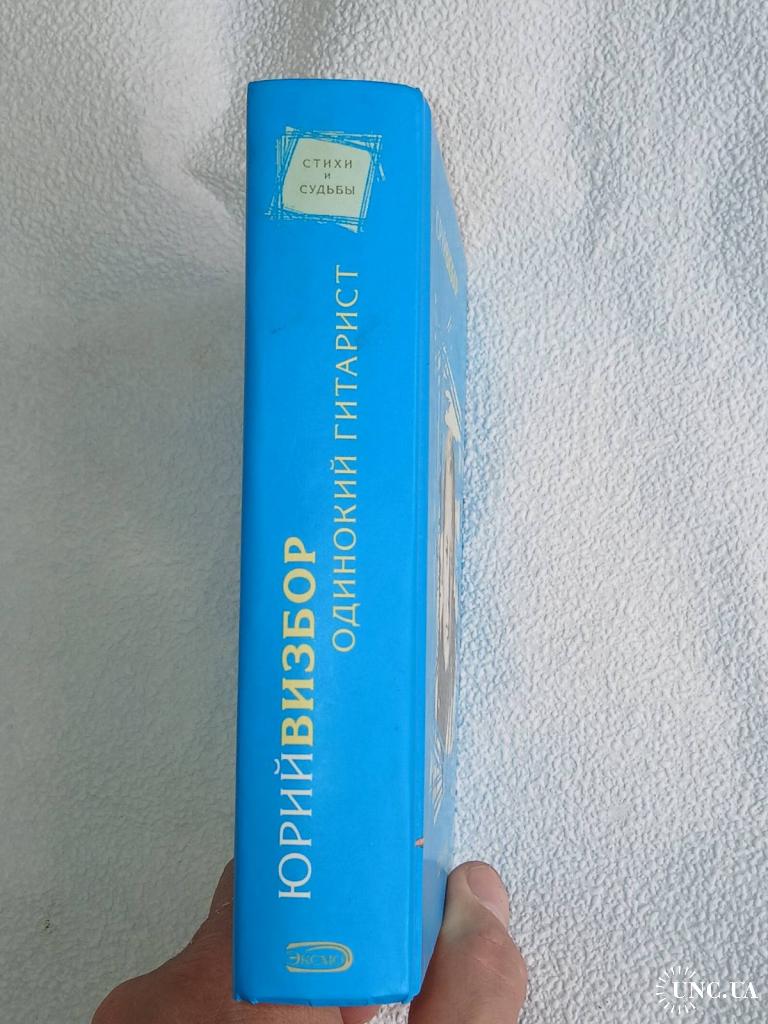 СТИХИ
и
СУДЬБЫ
ЮРИЙВИЗБОР
ОДИНОКИЙ ГИТАРИСТ
ЭКСМО
UNC.UA